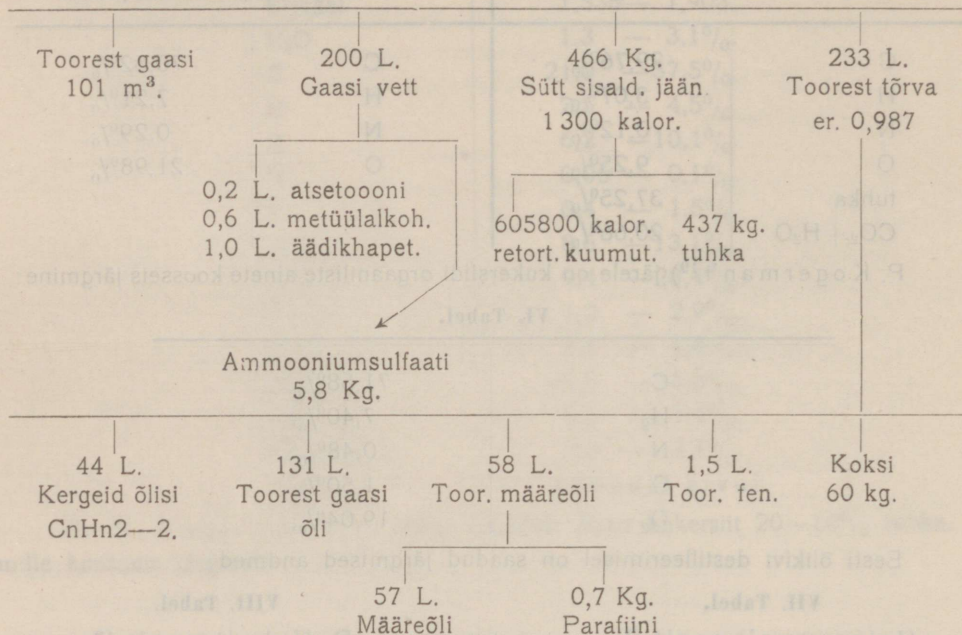 Toorest gaasi
101 m³.
200 L.
Gaasi vett
466 Kg.
Sütt sisald. jään.
1 300 kalor.
233 L.
Toorest tõrva
er. 0,987
0,2 L. atsetoooni
0,6 L. metüülalkoh.
1,0 L. äädikhapet.
605800 kalor.
retort. kuumut.
437 kg.
tuhka
Ammooniumsulfaati
5,8 Kg.
44 L.
Kergeid õlisi
CnHn2—2.
131 L.
Toorest gaasi
õli
58 L.
Toor. määreõli
1,5 L.
Toor. fen.
Koksi
60 kg.
57 L.
Määreõli
0,7 Kg.
Parafiini